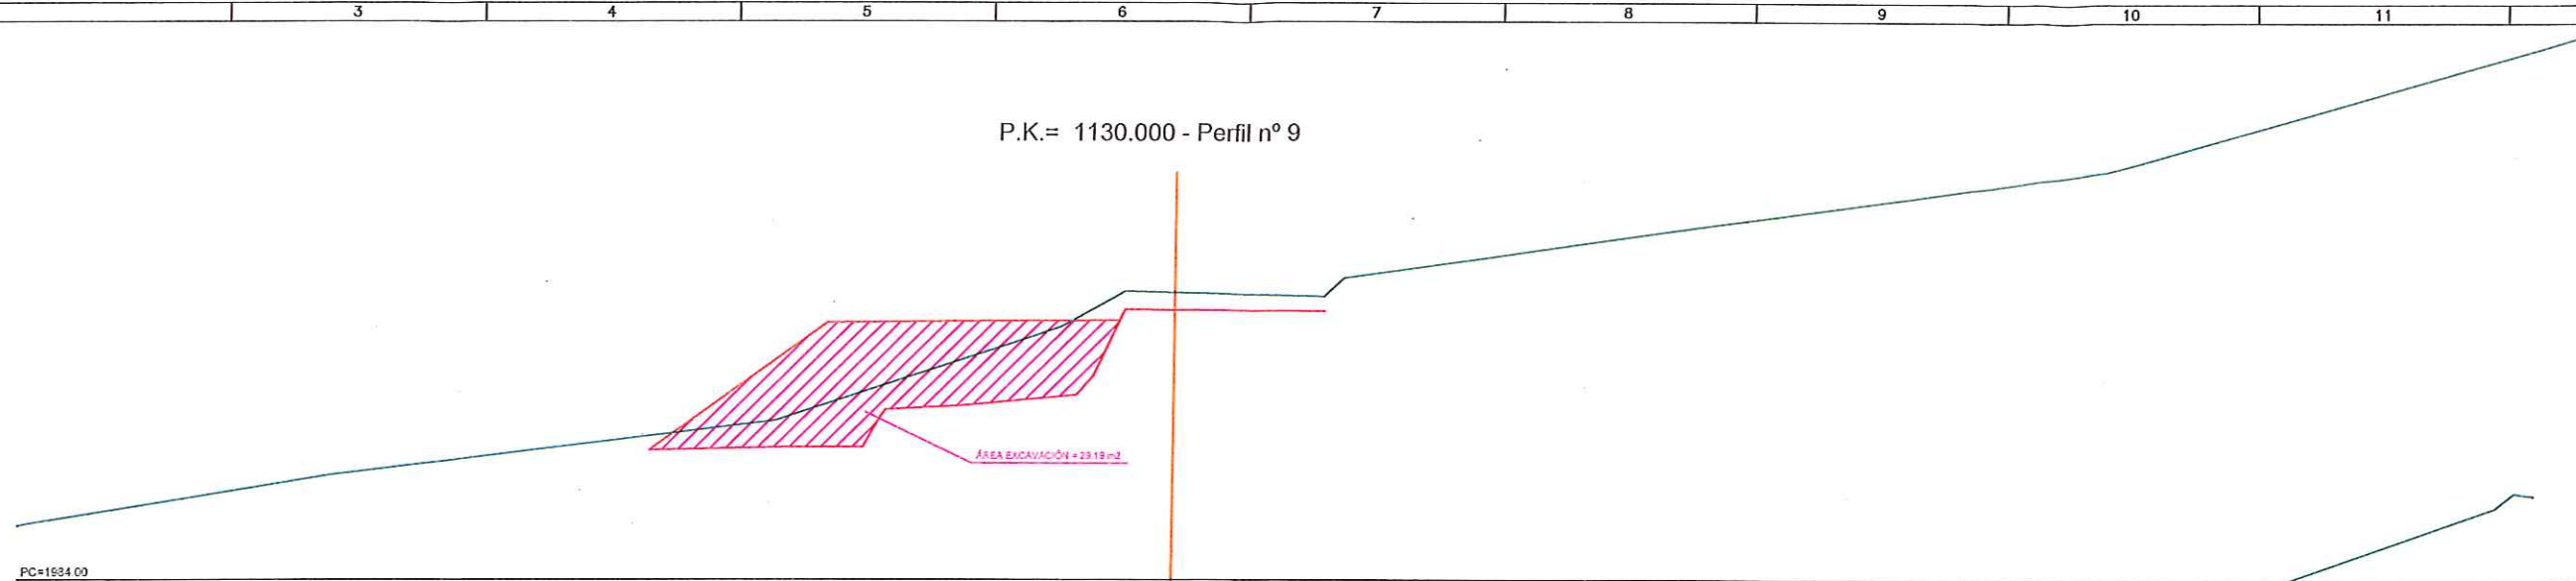 3 4 5 6 7 8 9 10 11
P.K.= 1130.000 - Perfil nº 9
ÁREA EXCAVACIÓN = 29.19 m2
PC=1984.00